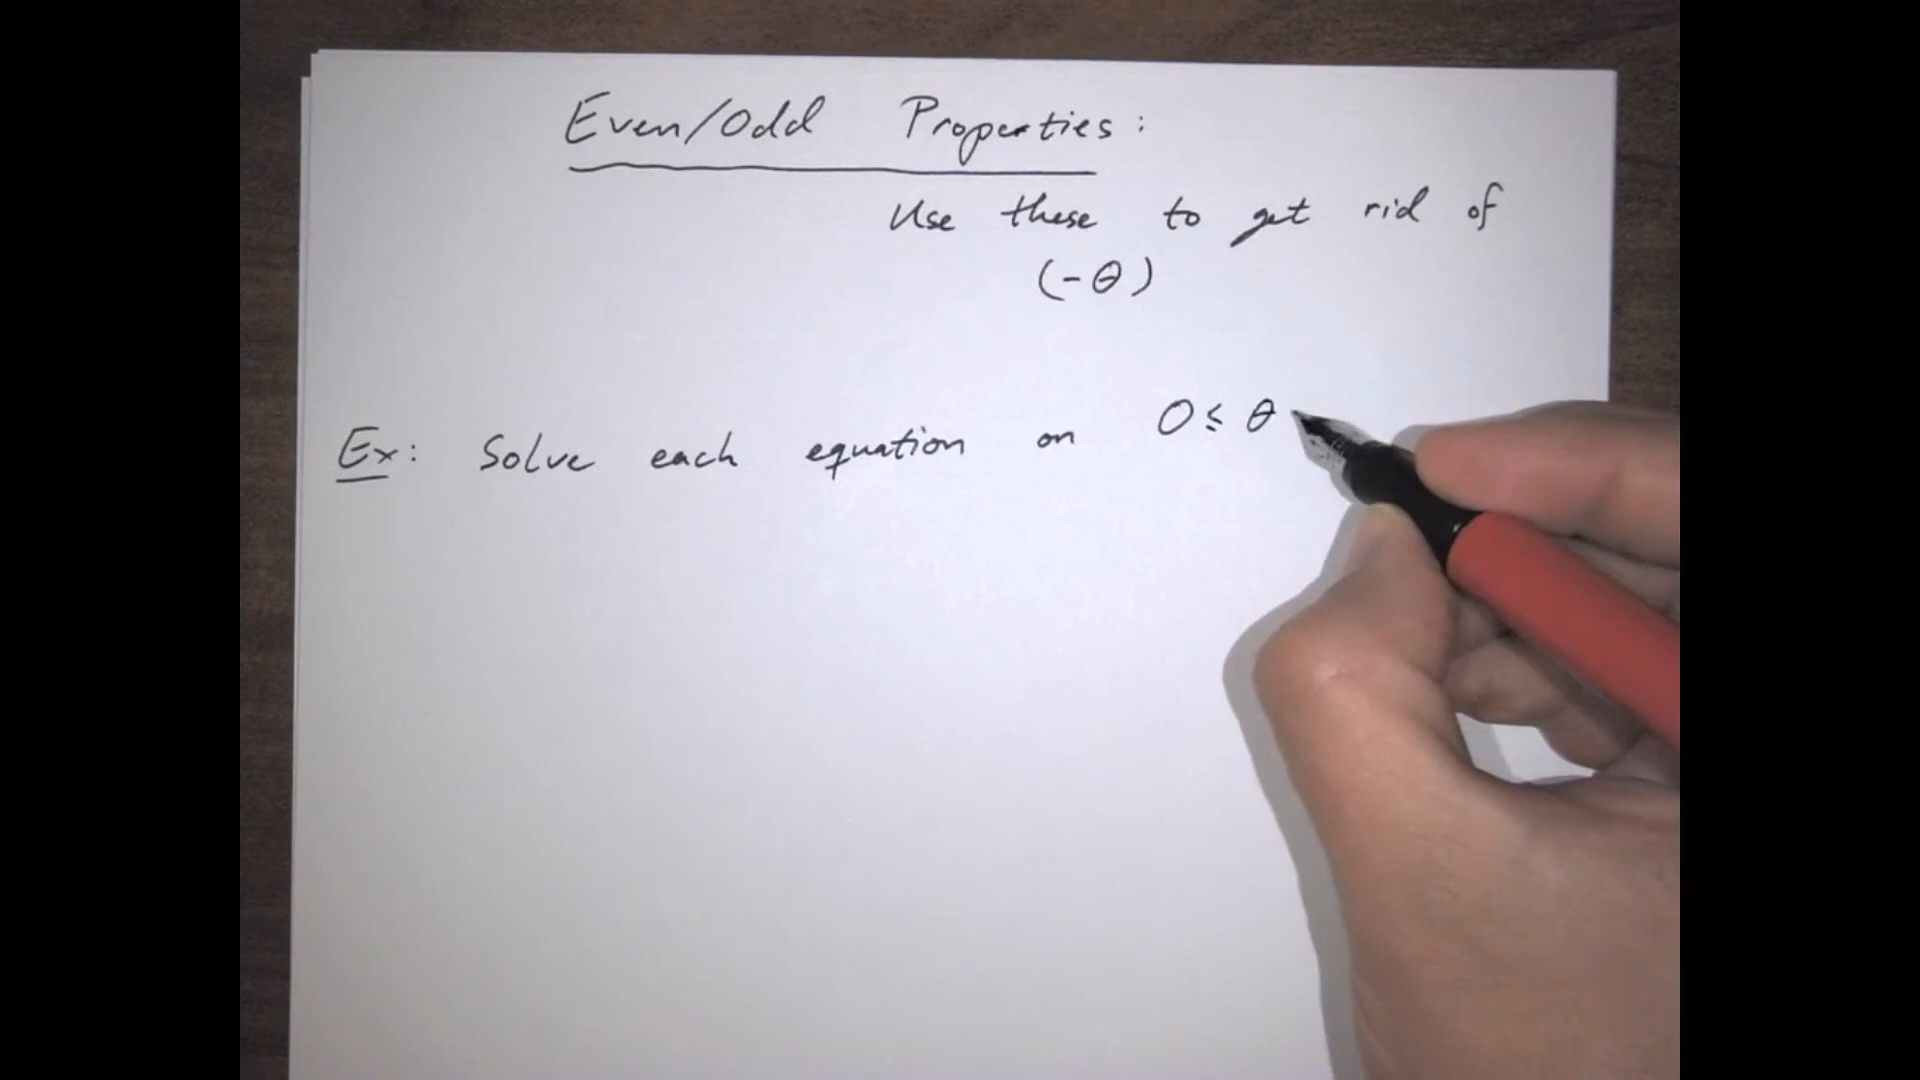 Even/Odd Properties:
Use these to get rid of
(-θ)
Ex: Solve each equation on 0 ≤ θ